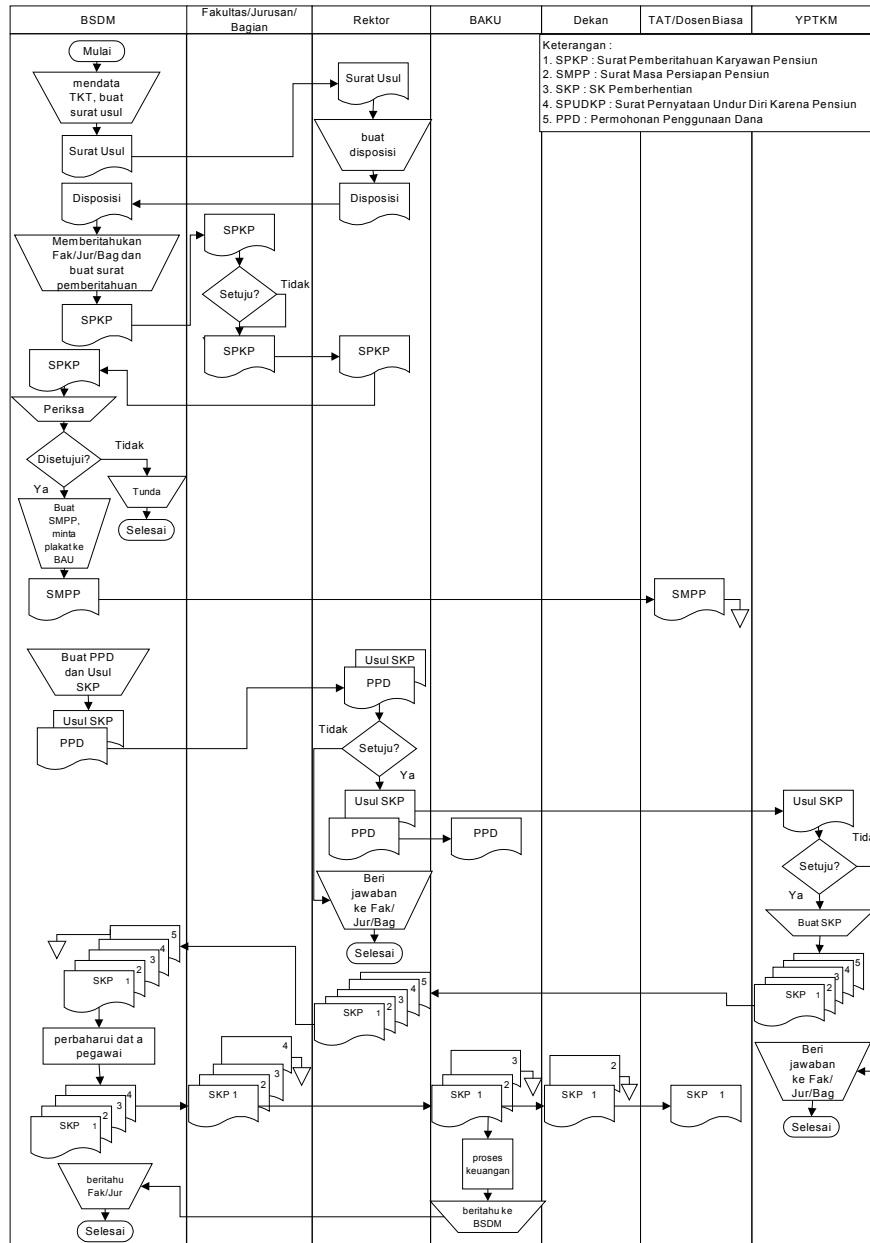 BSDM
Fakultas/Jurusan/
Bagian
Rektor
BAKU
Dekan
TAT/Dosen Biasa
YPTKM
Keterangan :
1. SPKP : Surat Pemberitahuan Karyawan Pensiun
2. SMPP : Surat Masa Persiapan Pensiun
3. SKP : SK Pemberhentian
4. SPUDKP : Surat Pernyataan Undur Diri Karena Pensiun
5. PPD : Permohonan Penggunaan Dana
Mulai
mendata
TKT, buat
surat usul
Surat Usul
Surat Usul
buat
disposisi
Disposisi
Disposisi
Memberitahukan
Fak/Jur/Bag dan
buat surat
pemberitahuan
SPKP
SPKP
Setuju?
Tidak
SPKP
SPKP
SPKP
Periksa
Disetujui?
Tidak
Ya
Tunda
Selesai
Buat
SMPP,
minta
plakat ke
BAU
SMPP
SMPP
Buat PPD
dan Usul
SKP
Usul SKP
PPD
Usul SKP
PPD
Tidak
Setuju?
Ya
Usul SKP
PPD
PPD
Beri
jawaban
ke Fak/
Jur/Bag
Selesai
Usul SKP
Tida
Setuju?
Ya
Buat SKP
5
4
3
2
SKP 1
5
4
3
2
SKP 1
5
4
3
2
SKP 1
perbaharui dat a
pegawai
4
3
2
SKP 1
4
3
2
SKP 1
3
2
SKP 1
2
SKP 1
SKP 1
Beri
jawaban
ke Fak/
Jur/Bag
Selesai
proses
keuangan
beritahu ke
BSDM
beritahu
Fak/Jur
Selesai